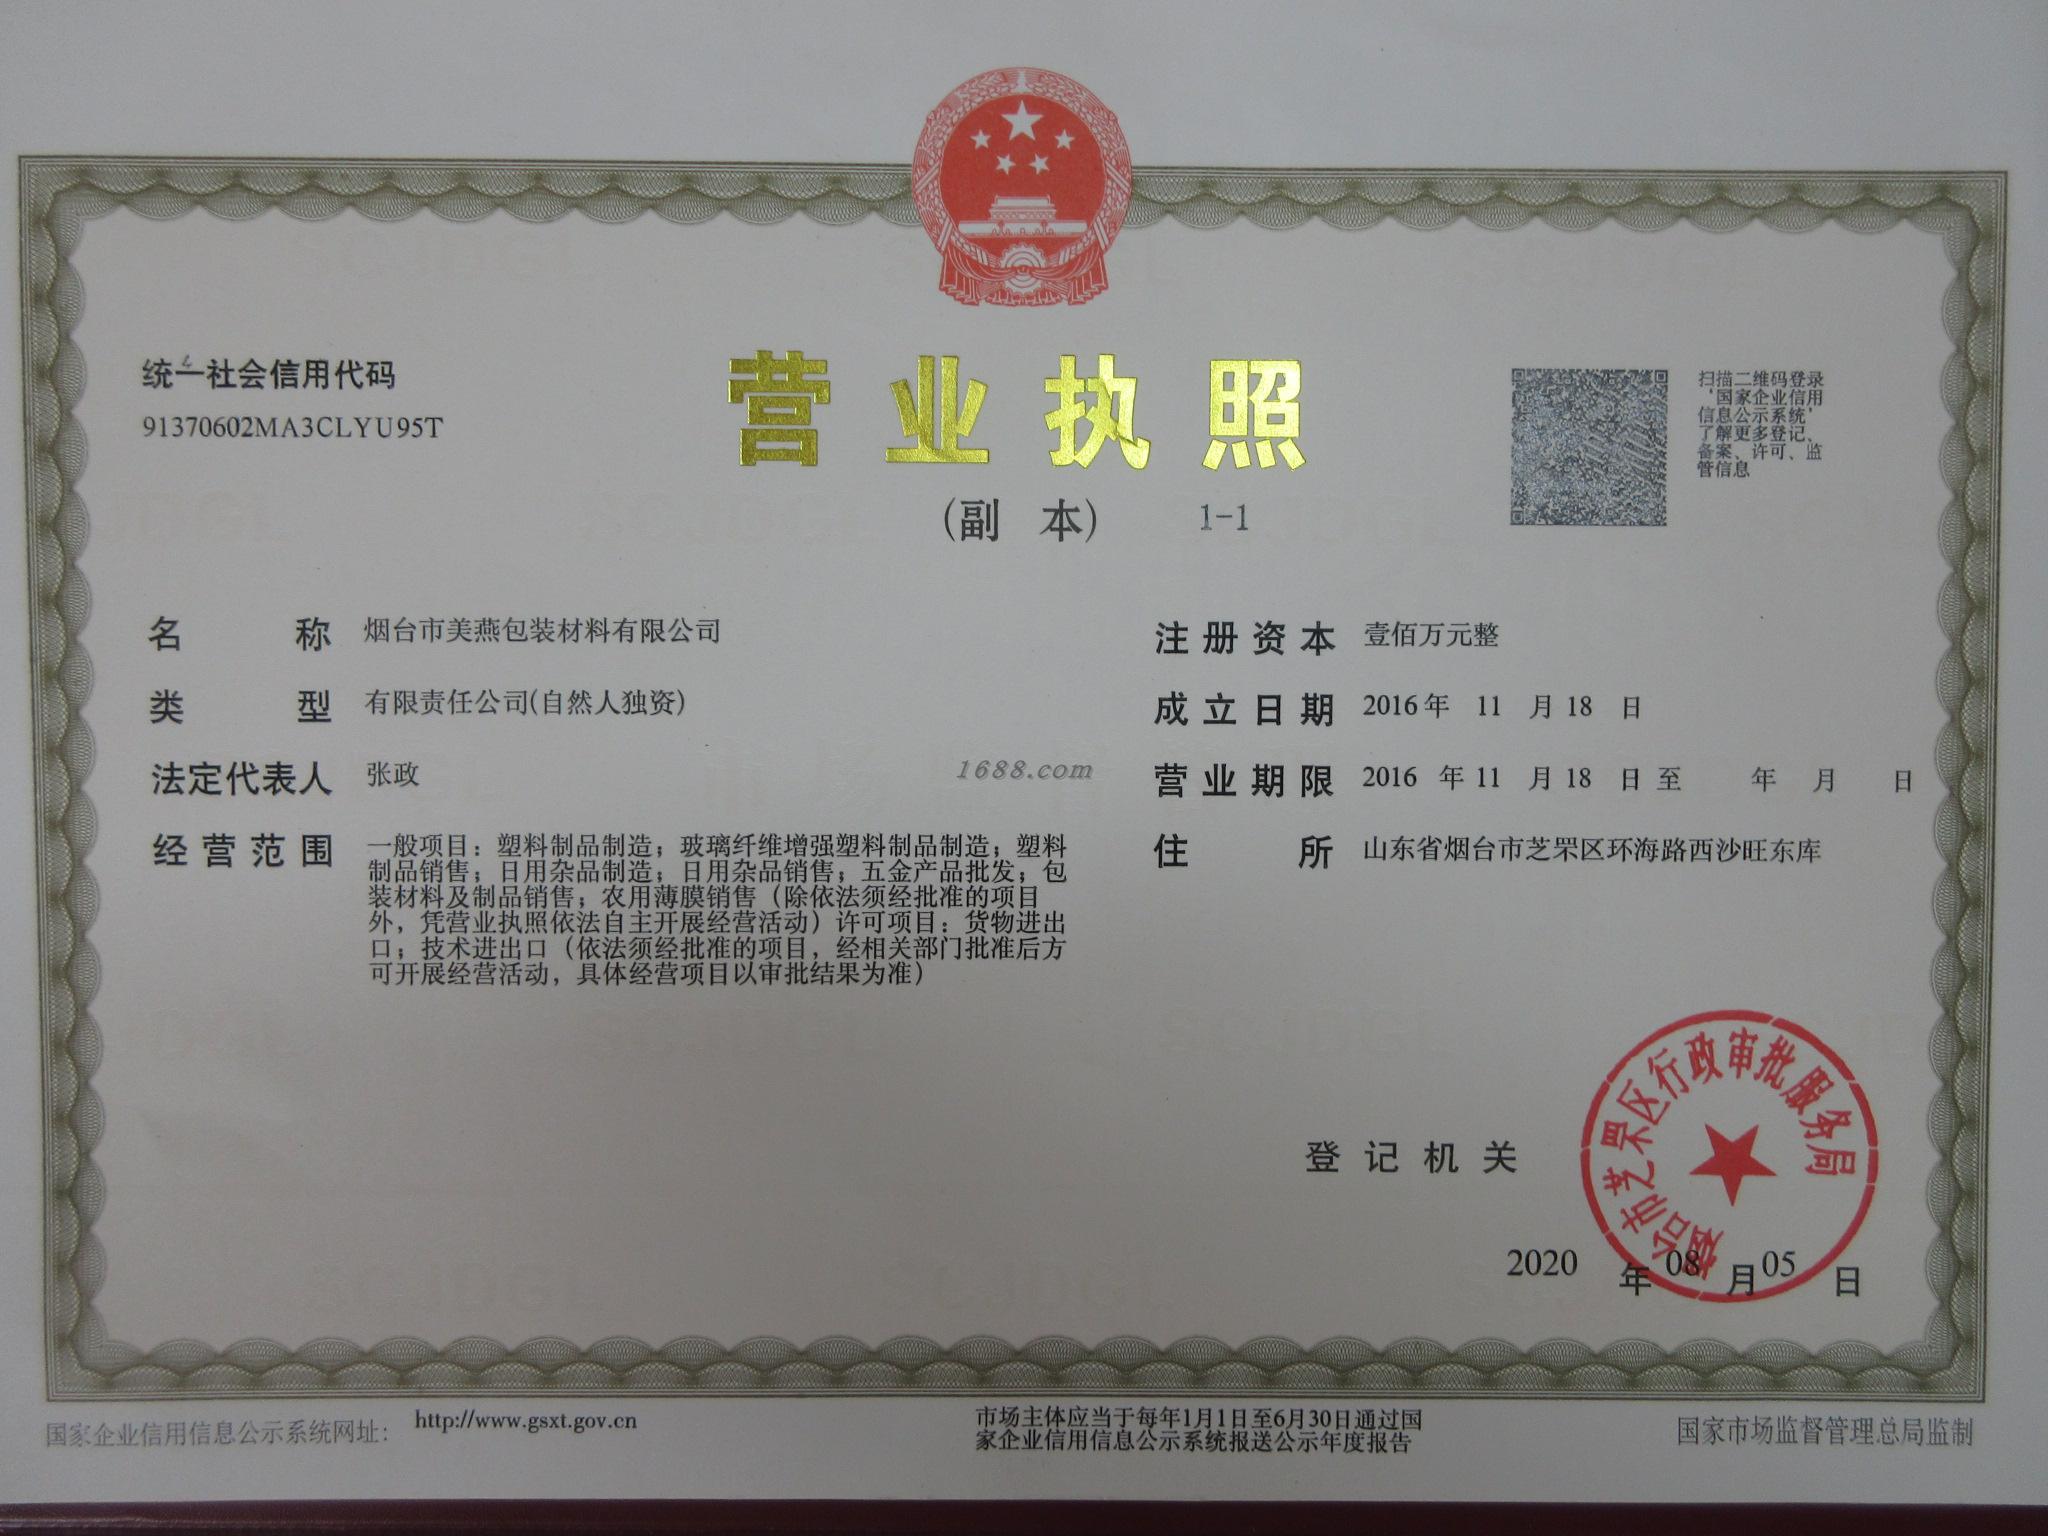 统一社会信用代码
91370602MA3CLYU95T
营业执照
(副 本) 1-1
扫描二维码登录
‘国家企业信用
信息公示系统’
了解更多登记、
备案、许可、监
管信息
名 称 烟台市美燕包装材料有限公司
类 型 有限责任公司(自然人独资)
法定代表人 张政
经营范围 一般项目：塑料制品制造；玻璃纤维增强塑料制品制造；塑料
制品销售；日用杂品制造；日用杂品销售；五金产品批发；包
装材料及制品销售；农用薄膜销售（除依法须经批准的项目
外，凭营业执照依法自主开展经营活动）许可项目：货物进出
口；技术进出口（依法须经批准的项目，经相关部门批准后方
可开展经营活动，具体经营项目以审批结果为准）
1688.com
注册资本 壹佰万元整
成立日期 2016 年 11 月 18 日
营业期限 2016 年 11 月 18 日 至 年 月 日
住 所 山东省烟台市芝罘区环海路西沙旺东库
登记机关
烟台市芝罘区行政审批服务局
2020 年 08 月 05 日
国家企业信用信息公示系统网址： http://www.gsxt.gov.cn
市场主体应当于每年1月1日至6月30日通过国
家企业信用信息公示系统报送公示年度报告
国家市场监督管理总局监制